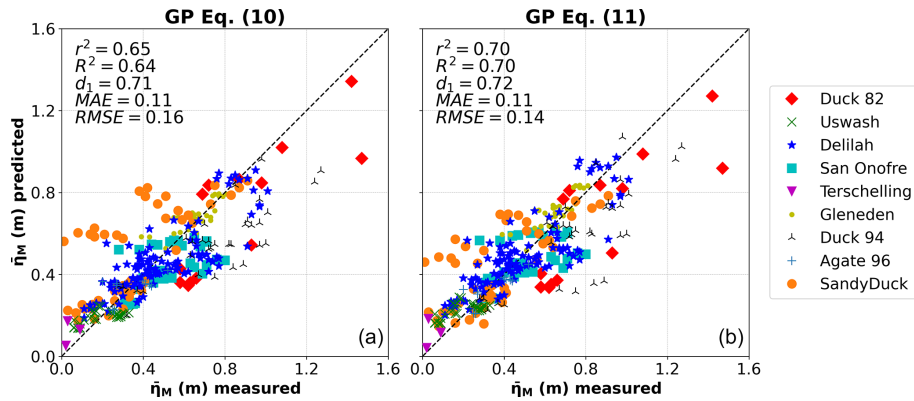 GP Eq. (10)
r² = 0.65
R² = 0.64
d₁ = 0.71
MAE = 0.11
RMSE = 0.16
(a)
1.6
1.2
0.8
0.4
0.0
0.0 0.4 0.8 1.2 1.6
η̄M (m) predicted
η̄M (m) measured
GP Eq. (11)
r² = 0.70
R² = 0.70
d₁ = 0.72
MAE = 0.11
RMSE = 0.14
(b)
0.0 0.4 0.8 1.2 1.6
η̄M (m) measured
Duck 82
Uswash
Delilah
San Onofre
Terschelling
Gleneden
Duck 94
Agate 96
SandyDuck